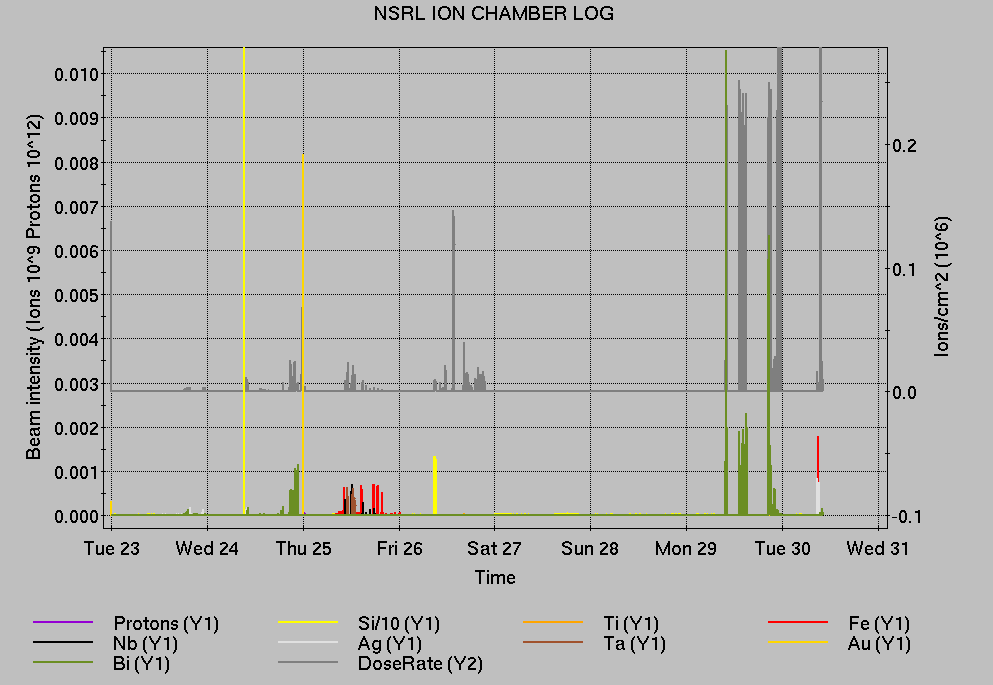 NSRL ION CHAMBER LOG
Beam intensity (Ions 10^9 Protons 10^12)
0.010
0.009
0.008
0.007
0.006
0.005
0.004
0.003
0.002
0.001
0.000
0.2
0.1
0.0
-0.1
Ions/cm^2 (10^6)
Tue 23 Wed 24 Thu 25 Fri 26 Sat 27 Sun 28 Mon 29 Tue 30 Wed 31
Time
Protons (Y1) Si/10 (Y1) Ti (Y1) Fe (Y1)
Nb (Y1) Ag (Y1) Ta (Y1) Au (Y1)
Bi (Y1) DoseRate (Y2)